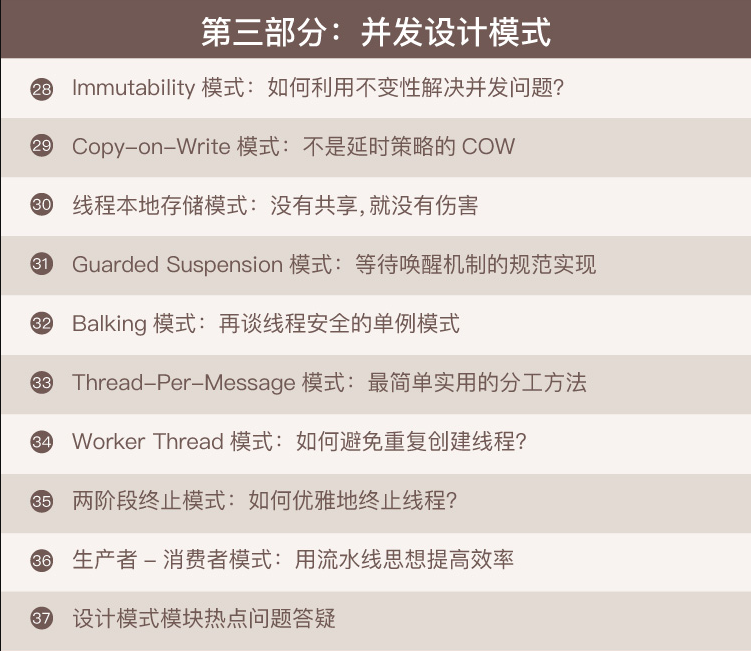 第三部分：并发设计模式
28 Immutability 模式：如何利用不变性解决并发问题？
29 Copy-on-Write 模式：不是延时策略的 COW
30 线程本地存储模式：没有共享，就没有伤害
31 Guarded Suspension 模式：等待唤醒机制的规范实现
32 Balking 模式：再谈线程安全的单例模式
33 Thread-Per-Message 模式：最简单实用的分工方法
34 Worker Thread 模式：如何避免重复创建线程？
35 两阶段终止模式：如何优雅地终止线程？
36 生产者 – 消费者模式：用流水线思想提高效率
37 设计模式模块热点问题答疑